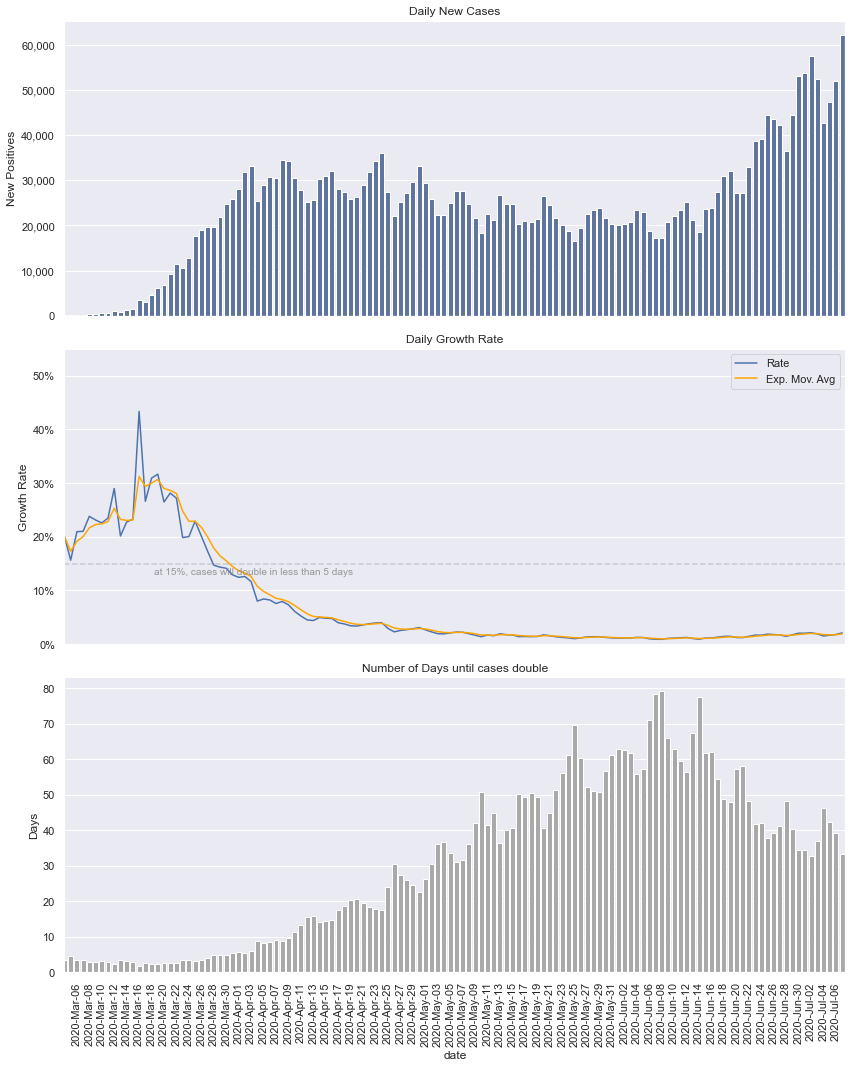 Daily New Cases
60,000
50,000
40,000
30,000
20,000
10,000
0
New Positives
Daily Growth Rate
Rate
Exp. Mov. Avg
50%
40%
30%
20%
10%
0%
Growth Rate
at 15%, cases will double in less than 5 days
Number of Days until cases double
80
70
60
50
40
30
20
10
0
Days
2020-Mar-06
2020-Mar-08
2020-Mar-10
2020-Mar-12
2020-Mar-14
2020-Mar-16
2020-Mar-18
2020-Mar-20
2020-Mar-22
2020-Mar-24
2020-Mar-26
2020-Mar-28
2020-Mar-30
2020-Apr-01
2020-Apr-03
2020-Apr-05
2020-Apr-07
2020-Apr-09
2020-Apr-11
2020-Apr-13
2020-Apr-15
2020-Apr-17
2020-Apr-19
2020-Apr-21
2020-Apr-23
2020-Apr-25
2020-Apr-27
2020-Apr-29
2020-May-01
2020-May-03
2020-May-05
2020-May-07
2020-May-09
2020-May-11
2020-May-13
2020-May-15
2020-May-17
2020-May-19
2020-May-21
2020-May-23
2020-May-25
2020-May-27
2020-May-29
2020-May-31
2020-Jun-02
2020-Jun-04
2020-Jun-06
2020-Jun-08
2020-Jun-10
2020-Jun-12
2020-Jun-14
2020-Jun-16
2020-Jun-18
2020-Jun-20
2020-Jun-22
2020-Jun-24
2020-Jun-26
2020-Jun-28
2020-Jun-30
2020-Jul-02
2020-Jul-04
2020-Jul-06
date